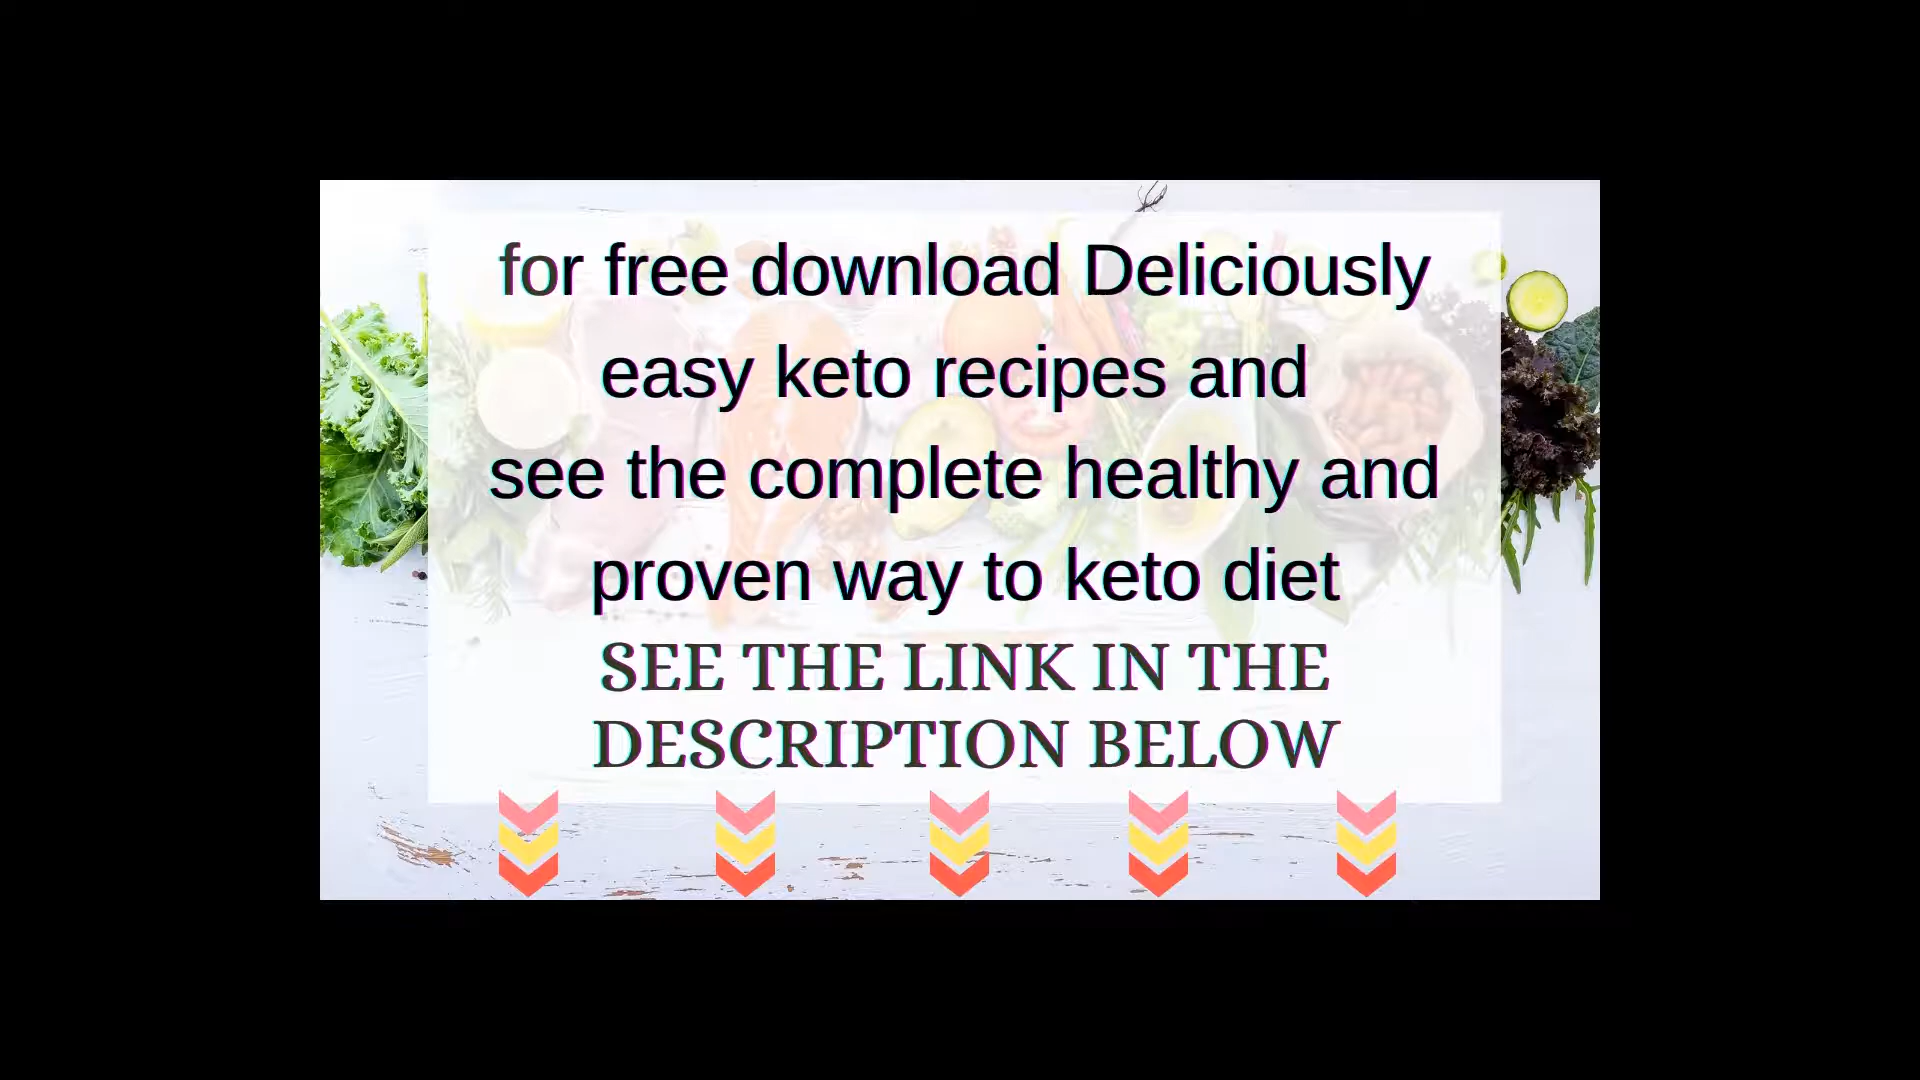 for free download Deliciously
easy keto recipes and
see the complete healthy and
proven way to keto diet
SEE THE LINK IN THE
DESCRIPTION BELOW